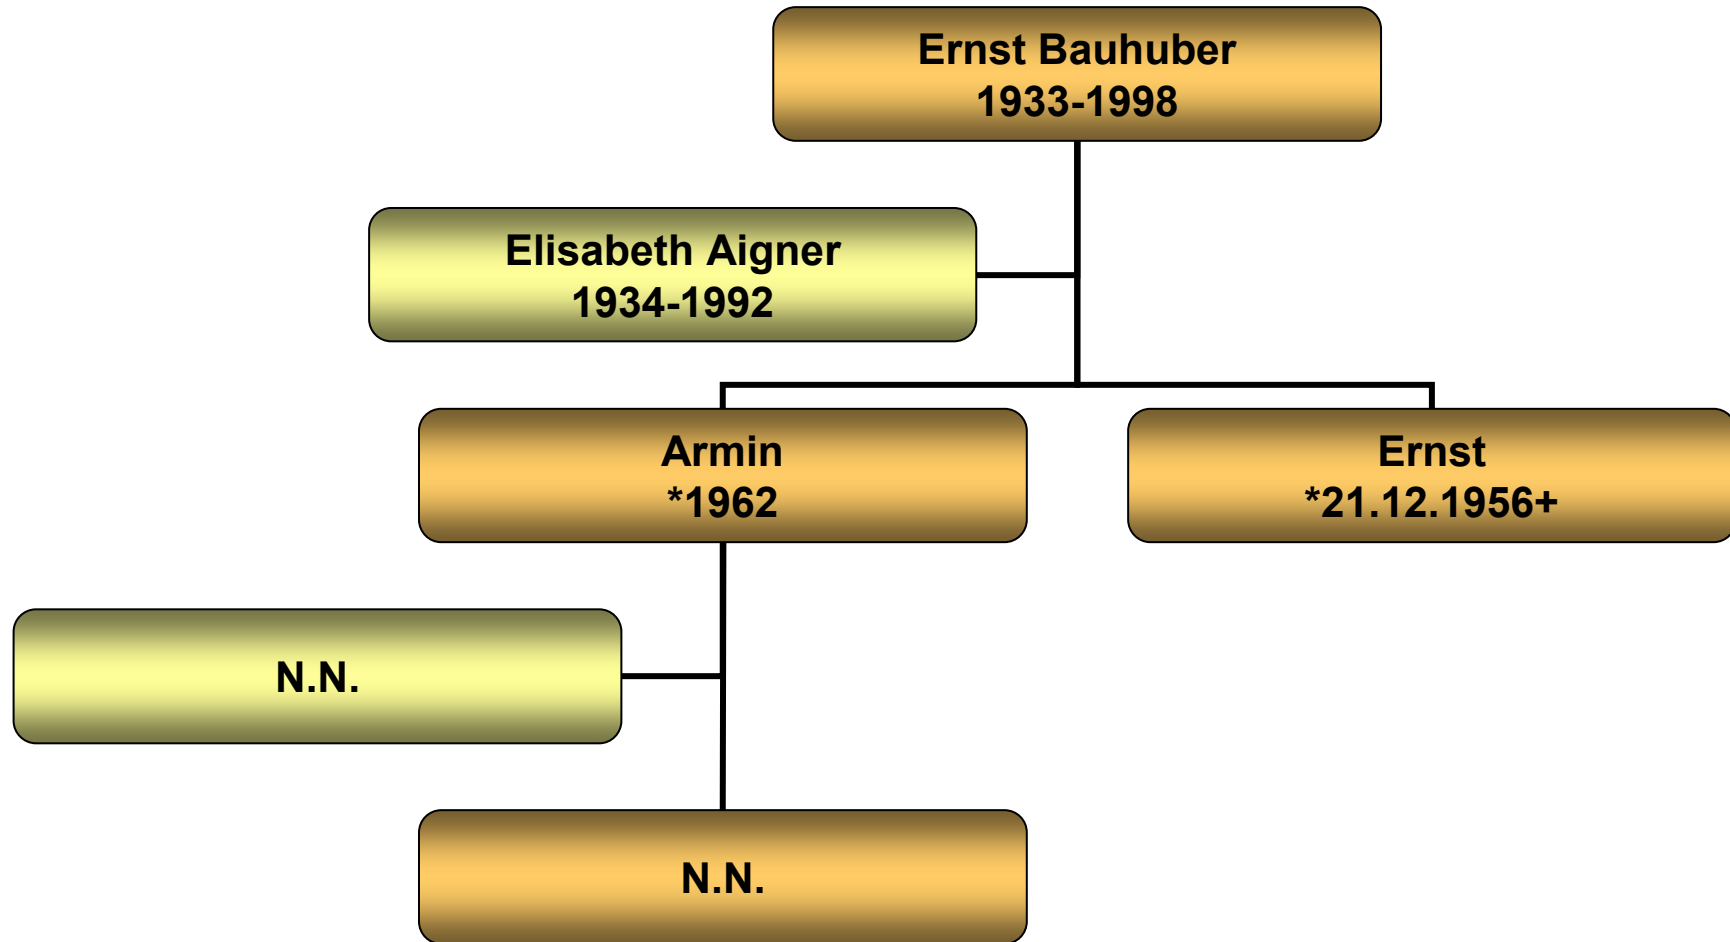 Ernst Bauhuber
1933-1998
Elisabeth Aigner
1934-1992
Armin
*1962
Ernst
*21.12.1956+
N.N.
N.N.